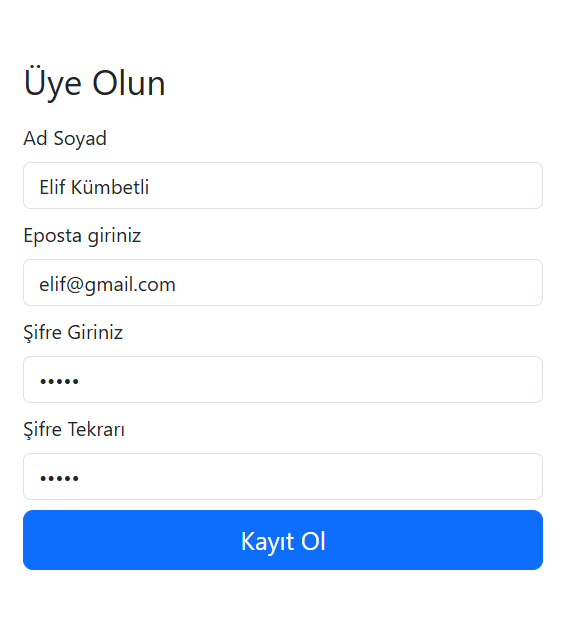 Üye Olun
Ad Soyad
Elif Kümbetli
Eposta giriniz
elif@gmail.com
Şifre Giriniz
•••••
Şifre Tekrarı
•••••
Kayıt Ol